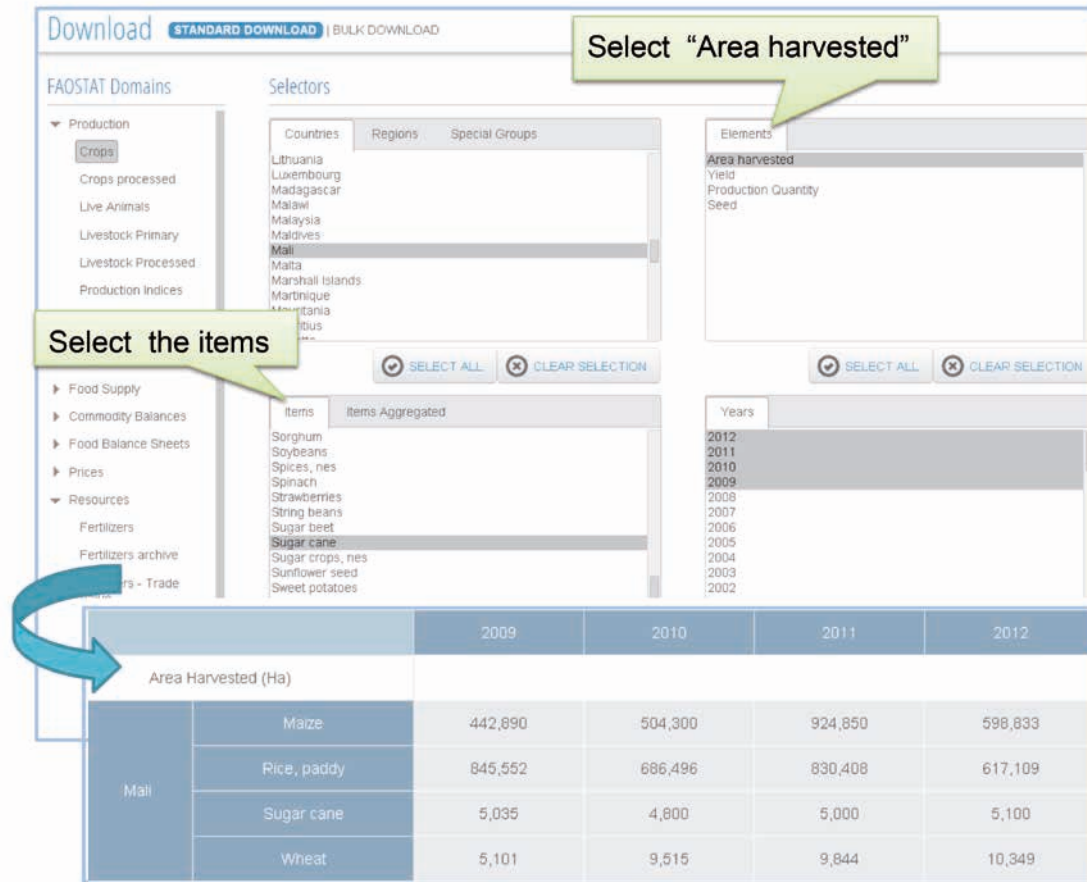 Download STANDARD DOWNLOAD | BULK DOWNLOAD
Select "Area harvested"
FAOSTAT Domains
Production
Crops
Crops processed
Live Animals
Livestock Primary
Livestock Processed
Production Indices
Food Supply
Commodity Balances
Food Balance Sheets
Prices
Resources
Fertilizers
Fertilizers archive
- Trade
Selectors
Countries Regions Special Groups
Lithuania
Luxembourg
Madagascar
Malawi
Malaysia
Maldives
Mali
Malta
Marshall Islands
Martinique
SELECT ALL CLEAR SELECTION
Elements
Area harvested
Yield
Production Quantity
Seed
SELECT ALL CLEAR SELECTION
Select the items
Items Items Aggregated
Sorghum
Soybeans
Spices, nes
Spinach
Strawberries
String beans
Sugar beet
Sugar cane
Sugar crops, nes
Sunflower seed
Sweet potatoes
Years
2012
2011
2010
2009
2008
2007
2006
2005
2004
2003
2002
2009 2010 2011 2012
Area Harvested (Ha)
Mali
Maize 442,890 504,300 924,850 598,833
Rice, paddy 845,552 686,496 830,408 617,109
Sugar cane 5,035 4,800 5,000 5,100
Wheat 5,101 9,515 9,844 10,349